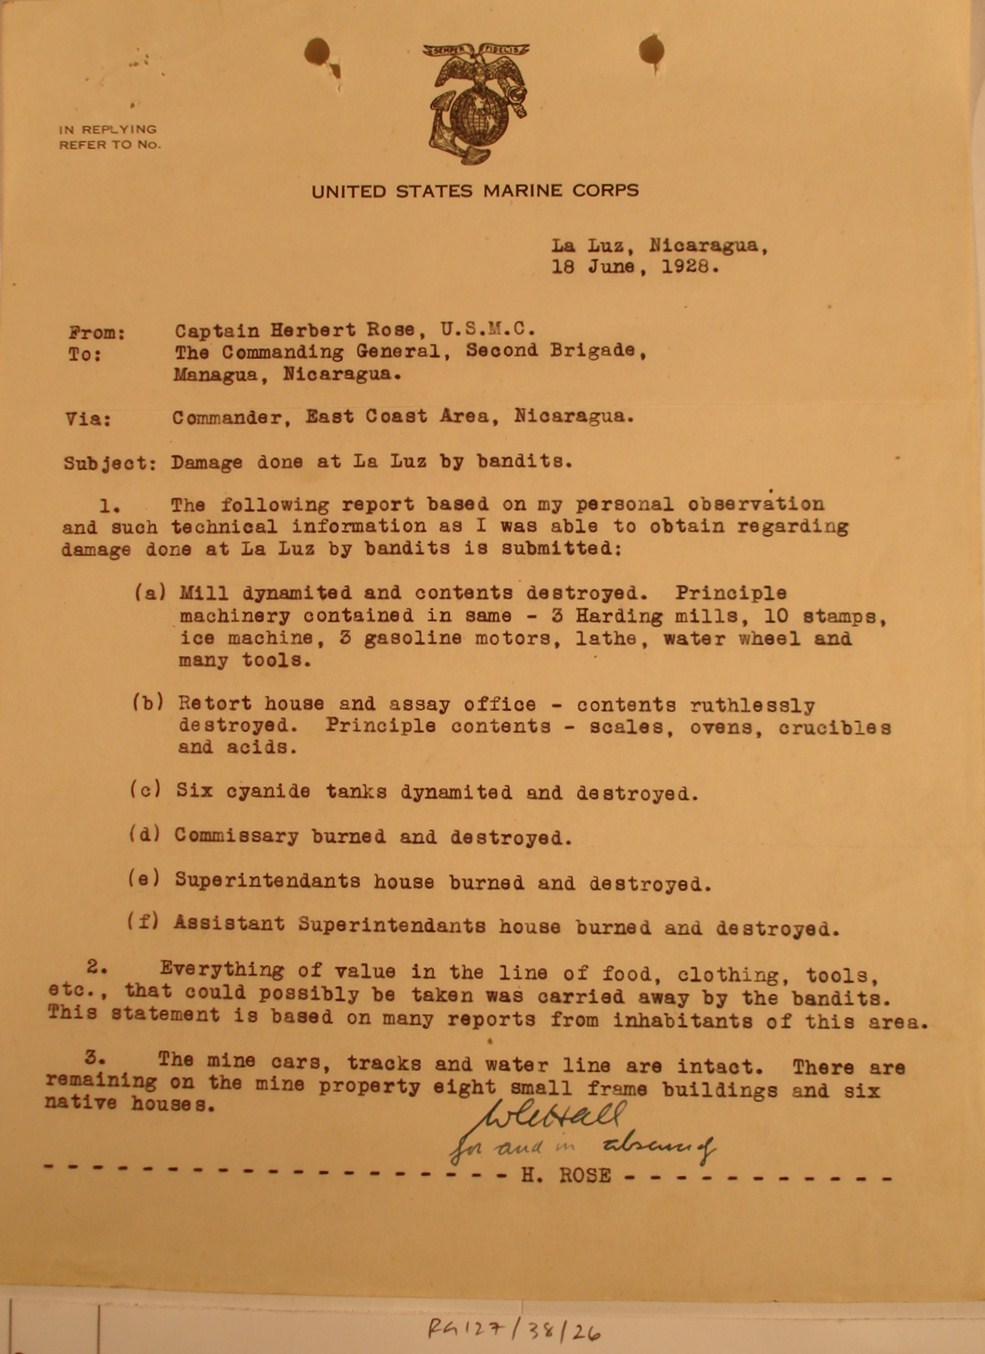 SEMPER FIDELIS
IN REPLYING
REFER TO No.
UNITED STATES MARINE CORPS
La Luz, Nicaragua,
18 June, 1928.
From: Captain Herbert Rose, U.S.M.C.
To: The Commanding General, Second Brigade,
Managua, Nicaragua.
Via: Commander, East Coast Area, Nicaragua.
Subject: Damage done at La Luz by bandits.
1. The following report based on my personal observation
and such technical information as I was able to obtain regarding
damage done at La Luz by bandits is submitted:
(a) Mill dynamited and contents destroyed. Principle
machinery contained in same - 3 Harding mills, 10 stamps,
ice machine, 3 gasoline motors, lathe, water wheel and
many tools.
(b) Retort house and assay office - contents ruthlessly
destroyed. Principle contents - scales, ovens, crucibles
and acids.
(c) Six cyanide tanks dynamited and destroyed.
(d) Commissary burned and destroyed.
(e) Superintendants house burned and destroyed.
(f) Assistant Superintendants house burned and destroyed.
2. Everything of value in the line of food, clothing, tools,
etc., that could possibly be taken was carried away by the bandits.
This statement is based on many reports from inhabitants of this area.
3. The mine cars, tracks and water line are intact. There are
remaining on the mine property eight small frame buildings and six
native houses.
for and in absence of
- - - - - - - - - - - - - - - - - - - H. ROSE - - - - - - - - - - - -
RG127/38/26